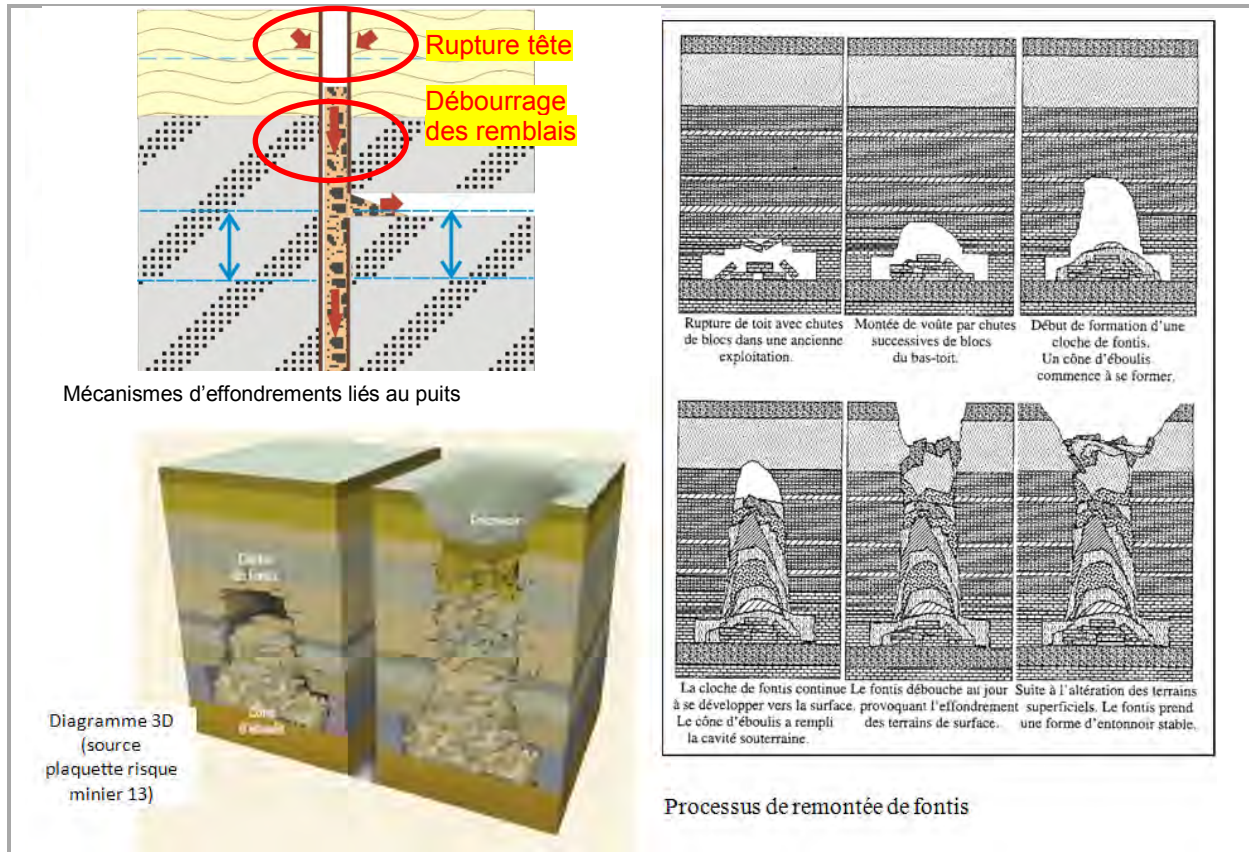 Rupture tête
Débourrage
des remblais
Mécanismes d'effondrements liés au puits
Diagramme 3D
(source
plaquette risque
minier 13)
Rupture de toit avec chutes
de blocs dans une ancienne
exploitation.
Montée de voûte par chutes
successives de blocs
du bas-toit.
Début de formation d'une
cloche de fontis.
Un cône d'éboulis
commence à se former.
La cloche de fontis continue
à se développer vers la surface.
Le cône d'éboulis a rempli
la cavité souterraine.
Le fontis débouche au jour
provoquant l'effondrement
des terrains de surface.
Suite à l'altération des terrains
superficiels. Le fontis prend
une forme d'entonnoir stable.
Processus de remontée de fontis